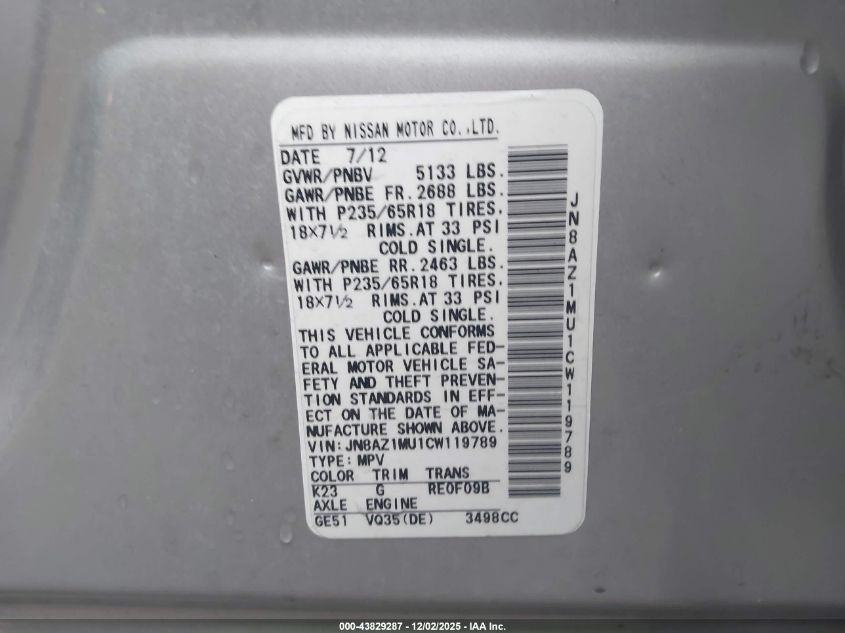 MFD BY NISSAN MOTOR CO.,LTD.
DATE 7/12
GVWR/PNBV 5133 LBS.
GAWR/PNBE FR.2688 LBS.
WITH P235/65R18 TIRES.
18X7½ RIMS.AT 33 PSI
COLD SINGLE.
GAWR/PNBE RR.2463 LBS.
WITH P235/65R18 TIRES.
18X7½ RIMS.AT 33 PSI
COLD SINGLE.
THIS VEHICLE CONFORMS
TO ALL APPLICABLE FED-
ERAL MOTOR VEHICLE SA-
FETY AND THEFT PREVEN-
TION STANDARDS IN EFF-
ECT ON THE DATE OF MA-
NUFACTURE SHOWN ABOVE.
VIN:JN8AZ1MU1CW119789
TYPE:MPV
COLOR TRIM TRANS
K23 G RE0F09B
AXLE ENGINE
GE51 VQ35(DE) 3498CC
JN8AZ1MU1CW119789
000-43829287 - 12/02/2025 - IAA Inc.